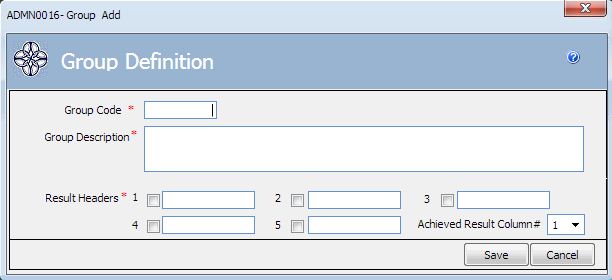 ADMN0016- Group Add
Group Definition
?
Group Code *
Group Description *
Result Headers * 1 2 3
4 5 Achieved Result Column# 1
Save Cancel